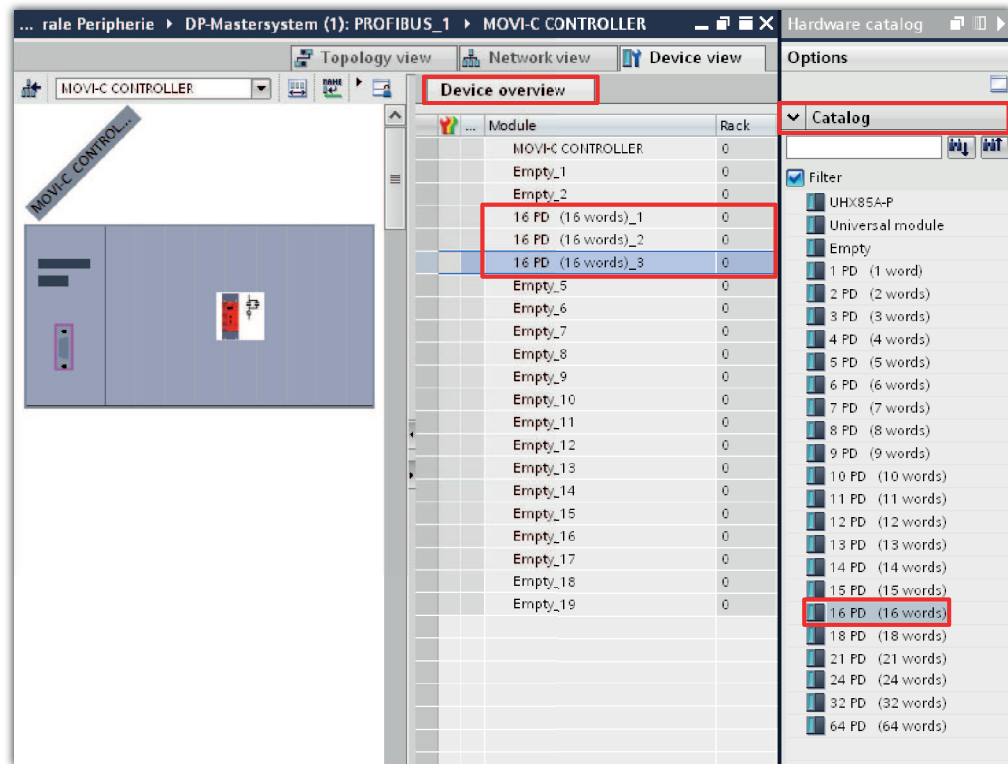 ... rale Peripherie ▸ DP-Mastersystem (1): PROFIBUS_1 ▸ MOVI-C CONTROLLER
Topology view
Network view
Device view
MOVI-C CONTROLLER
MOVI-C CONTROL...
Device overview
... Module Rack
MOVI-C CONTROLLER 0
Empty_1 0
Empty_2 0
16 PD (16 words)_1 0
16 PD (16 words)_2 0
16 PD (16 words)_3 0
Empty_5 0
Empty_6 0
Empty_7 0
Empty_8 0
Empty_9 0
Empty_10 0
Empty_11 0
Empty_12 0
Empty_13 0
Empty_14 0
Empty_15 0
Empty_16 0
Empty_17 0
Empty_18 0
Empty_19 0
Hardware catalog
Options
Catalog
Filter
UHX85A-P
Universal module
Empty
1 PD (1 word)
2 PD (2 words)
3 PD (3 words)
4 PD (4 words)
5 PD (5 words)
6 PD (6 words)
7 PD (7 words)
8 PD (8 words)
9 PD (9 words)
10 PD (10 words)
11 PD (11 words)
12 PD (12 words)
13 PD (13 words)
14 PD (14 words)
15 PD (15 words)
16 PD (16 words)
18 PD (18 words)
21 PD (21 words)
24 PD (24 words)
32 PD (32 words)
64 PD (64 words)